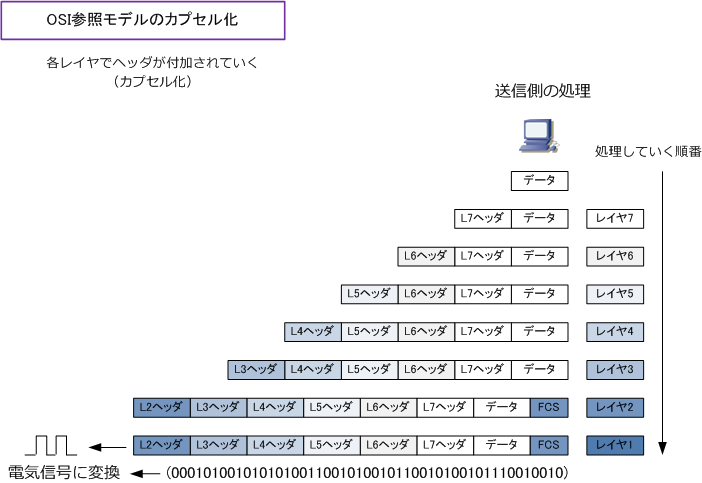 OSI参照モデルのカプセル化
各レイヤでヘッダが付加されていく
（カプセル化）
送信側の処理
処理していく順番
データ
L7ヘッダ データ レイヤ7
L6ヘッダ L7ヘッダ データ レイヤ6
L5ヘッダ L6ヘッダ L7ヘッダ データ レイヤ5
L4ヘッダ L5ヘッダ L6ヘッダ L7ヘッダ データ レイヤ4
L3ヘッダ L4ヘッダ L5ヘッダ L6ヘッダ L7ヘッダ データ レイヤ3
L2ヘッダ L3ヘッダ L4ヘッダ L5ヘッダ L6ヘッダ L7ヘッダ データ FCS レイヤ2
L2ヘッダ L3ヘッダ L4ヘッダ L5ヘッダ L6ヘッダ L7ヘッダ データ FCS レイヤ1
電気信号に変換 (0001010010101010011001010010110010100101110010010)